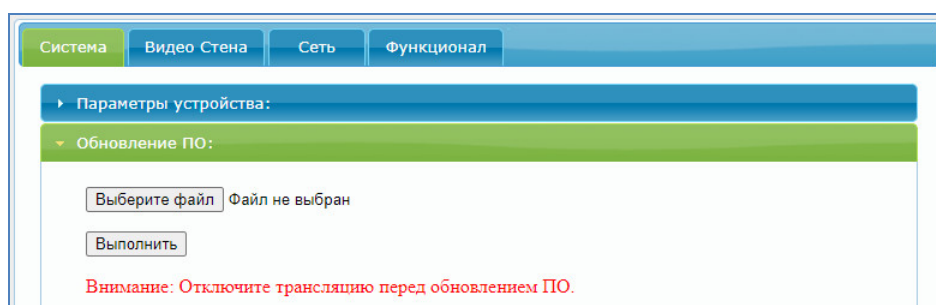 Система Видео Стена Сеть Функционал
Параметры устройства:
Обновление ПО:
Выберите файл Файл не выбран
Выполнить
Внимание: Отключите трансляцию перед обновлением ПО.